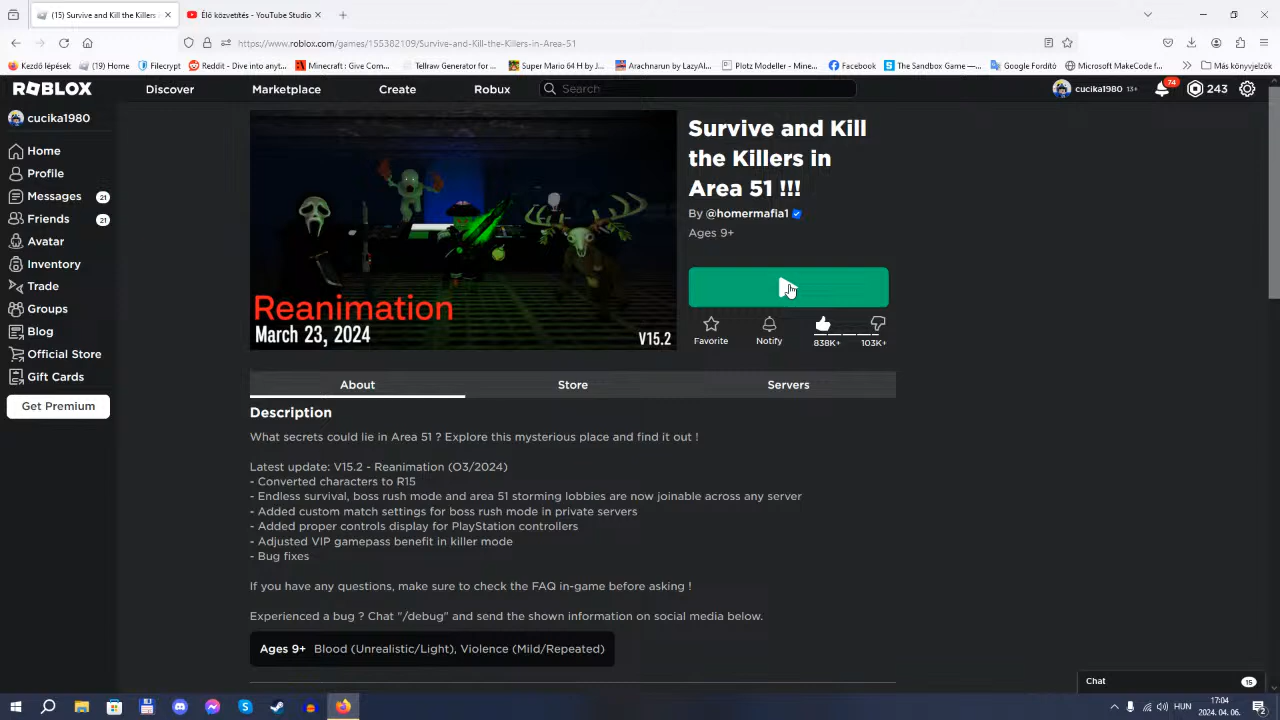 (15) Survive and Kill the Killers
Élő közvetítés - YouTube Studio
https://www.roblox.com/games/155382109/Survive-and-Kill-the-Killers-in-Area-51
Kezdő lépések
(19) Home
Filecrypt
Reddit - Dive into anyt...
Minecraft : Give Com...
Tellraw Generator for ...
Super Mario 64 H by J...
Arachnarun by LazyAl...
Plotz Modeller - Mine...
Facebook
The Sandbox Game —...
Google Fordító
Microsoft MakeCode f...
Más könyvjelzők
ROBLOX
Discover
Marketplace
Create
Robux
Search
cucika1980 13+
74
243
cucika1980
Home
Profile
Messages 21
Friends 21
Avatar
Inventory
Trade
Groups
Blog
Official Store
Gift Cards
Get Premium
Reanimation
March 23, 2024
V15.2
Survive and Kill
the Killers in
Area 51 !!!
By @homermafia1
Ages 9+
Favorite
Notify
838K+
103K+
About
Store
Servers
Description
What secrets could lie in Area 51 ? Explore this mysterious place and find it out !
Latest update: V15.2 - Reanimation (O3/2024)
- Converted characters to R15
- Endless survival, boss rush mode and area 51 storming lobbies are now joinable across any server
- Added custom match settings for boss rush mode in private servers
- Added proper controls display for PlayStation controllers
- Adjusted VIP gamepass benefit in killer mode
- Bug fixes
If you have any questions, make sure to check the FAQ in-game before asking !
Experienced a bug ? Chat "/debug" and send the shown information on social media below.
Ages 9+ Blood (Unrealistic/Light), Violence (Mild/Repeated)
Chat
15
HUN
17:04
2024. 04. 06.
2